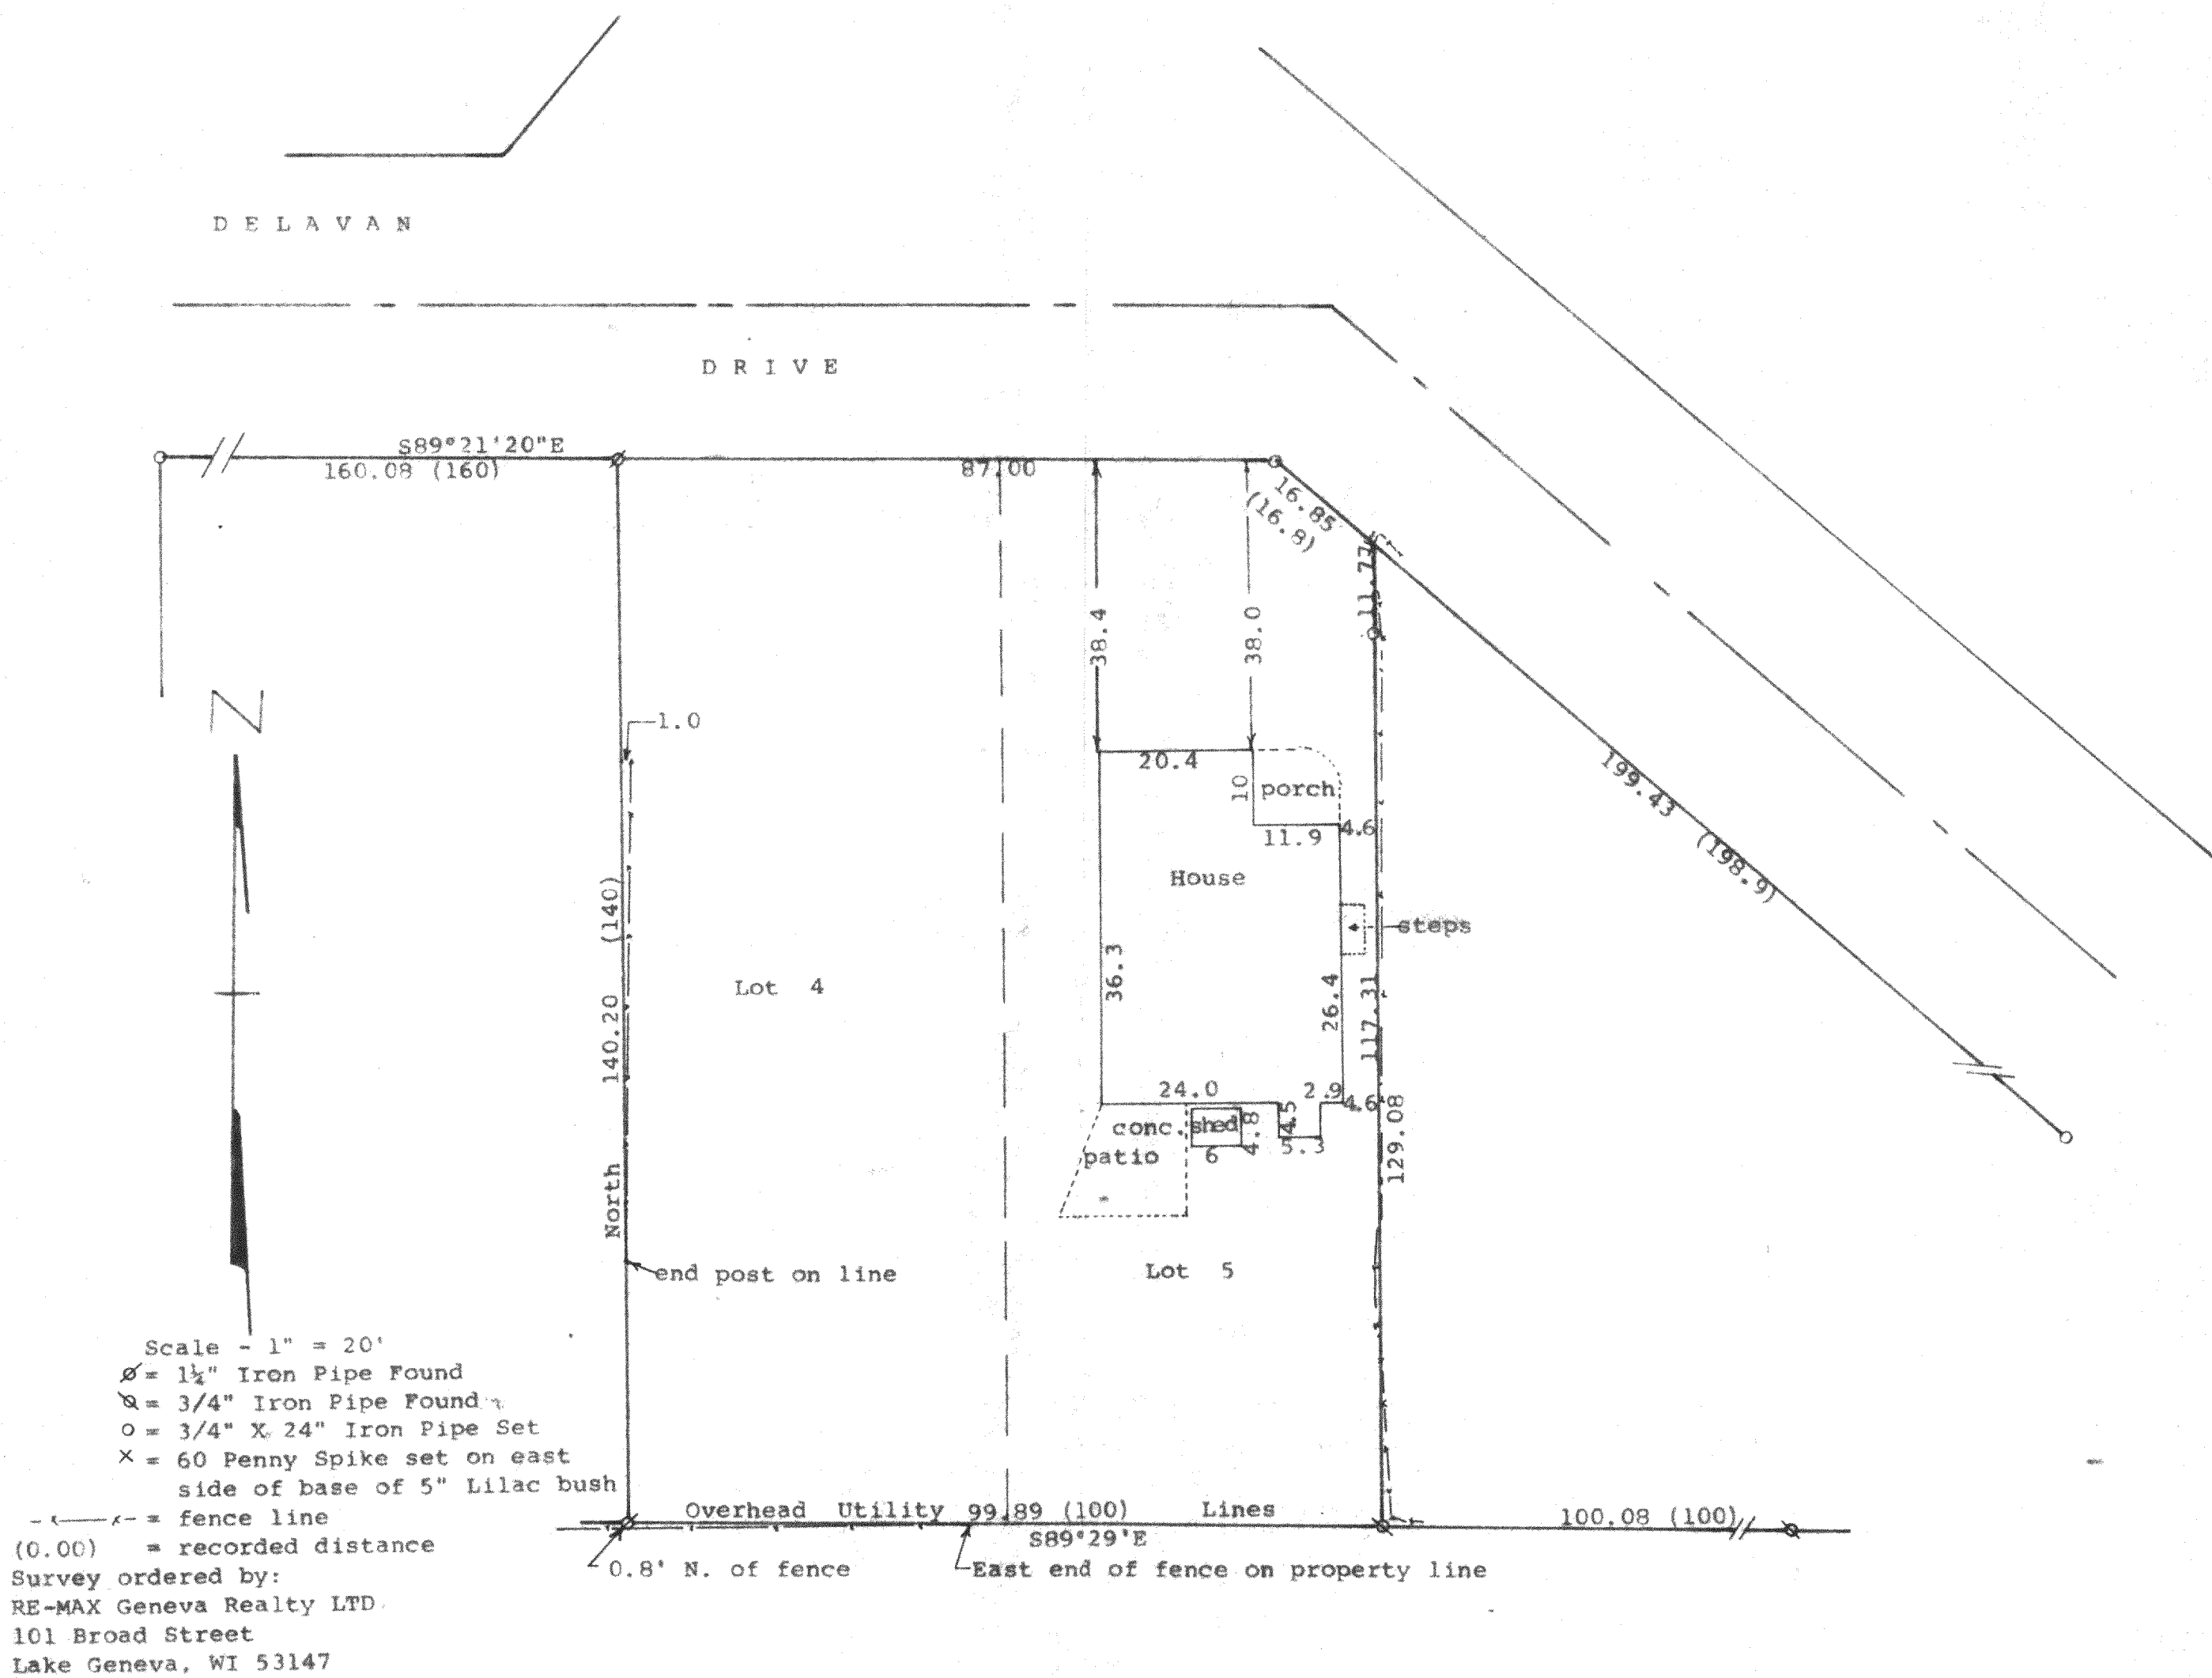 DELAVAN
DRIVE
S89°21'20"E
160.08 (160)
87.00
16.85
(16.8)
11.77
38.4
38.0
N
1.0
20.4
10
porch
11.9
4.6
199.43 (198.9)
House
steps
North 140.20 (140)
Lot 4
36.3
26.4
117.31
24.0
2.9
4.6
129.08
conc.
patio
shed
4.8
6
4.5
5.3
end post on line
Lot 5
Scale - 1" = 20'
= 1¼" Iron Pipe Found
= 3/4" Iron Pipe Found
○ = 3/4" X 24" Iron Pipe Set
X = 60 Penny Spike set on east
side of base of 5" Lilac bush
= fence line
(0.00) = recorded distance
Survey ordered by:
RE-MAX Geneva Realty LTD.
101 Broad Street
Lake Geneva, WI 53147
Overhead Utility 99.89 (100) Lines
S89°29'E
100.08 (100)
0.8' N. of fence
East end of fence on property line